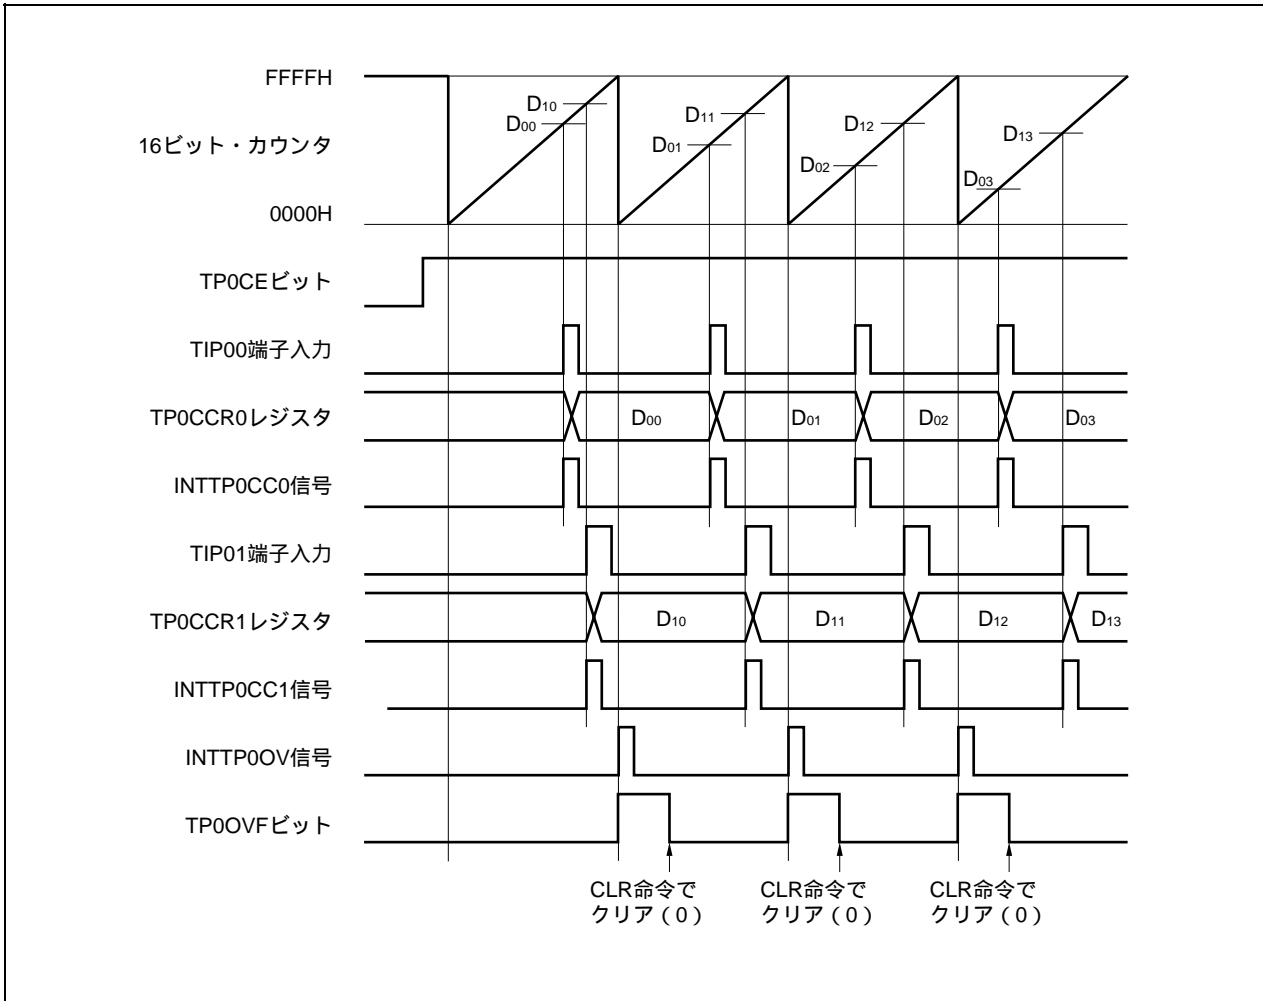 FFFFH
D10
D00
D11
D01
D12
D02
D13
D03
16ビット・カウンタ
0000H
TP0CEビット
TIP00端子入力
TP0CCR0レジスタ
D00
D01
D02
D03
INTTP0CC0信号
TIP01端子入力
TP0CCR1レジスタ
D10
D11
D12
D13
INTTP0CC1信号
INTTP0OV信号
TP0OVFビット
CLR命令で
クリア（0）
CLR命令で
クリア（0）
CLR命令で
クリア（0）